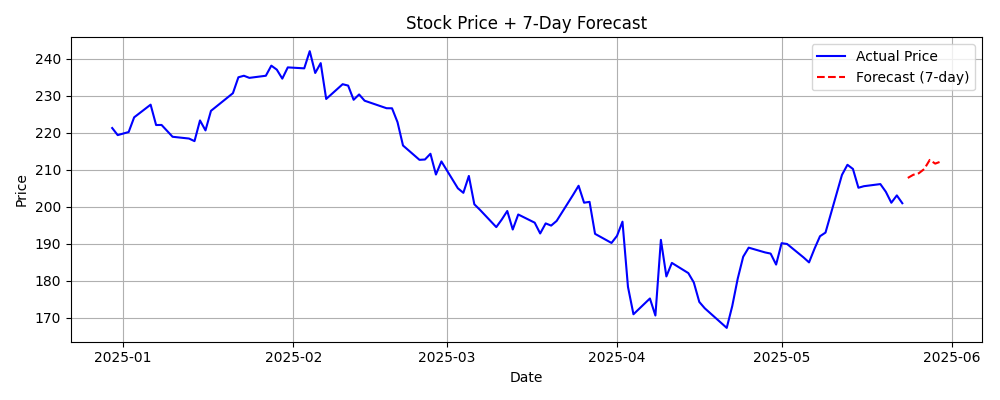 Stock Price + 7-Day Forecast
Actual Price
Forecast (7-day)
Price
240
230
220
210
200
190
180
170
2025-01
2025-02
2025-03
2025-04
2025-05
2025-06
Date